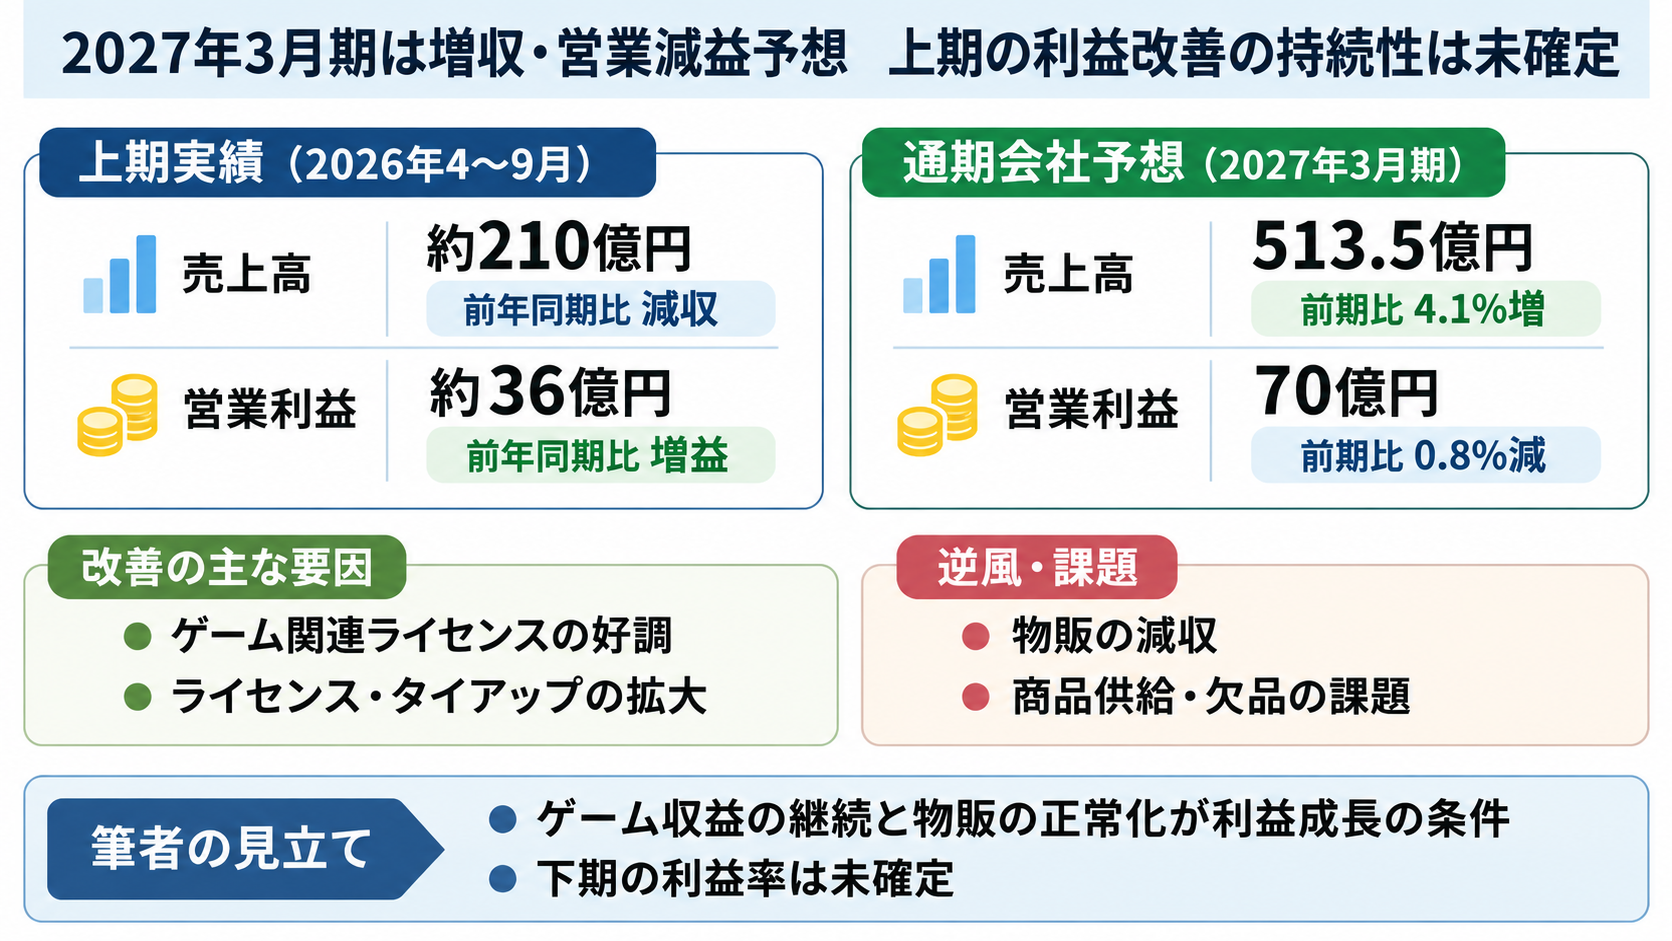 2027年3月期は増収・営業減益予想　上期の利益改善の持続性は未確定
上期実績（2026年4～9月）
売上高
約210億円
前年同期比 減収
営業利益
約36億円
前年同期比 増益
通期会社予想（2027年3月期）
売上高
513.5億円
前期比 4.1%増
営業利益
70億円
前期比 0.8%減
改善の主な要因
ゲーム関連ライセンスの好調
ライセンス・タイアップの拡大
逆風・課題
物販の減収
商品供給・欠品の課題
筆者の見立て
ゲーム収益の継続と物販の正常化が利益成長の条件
下期の利益率は未確定